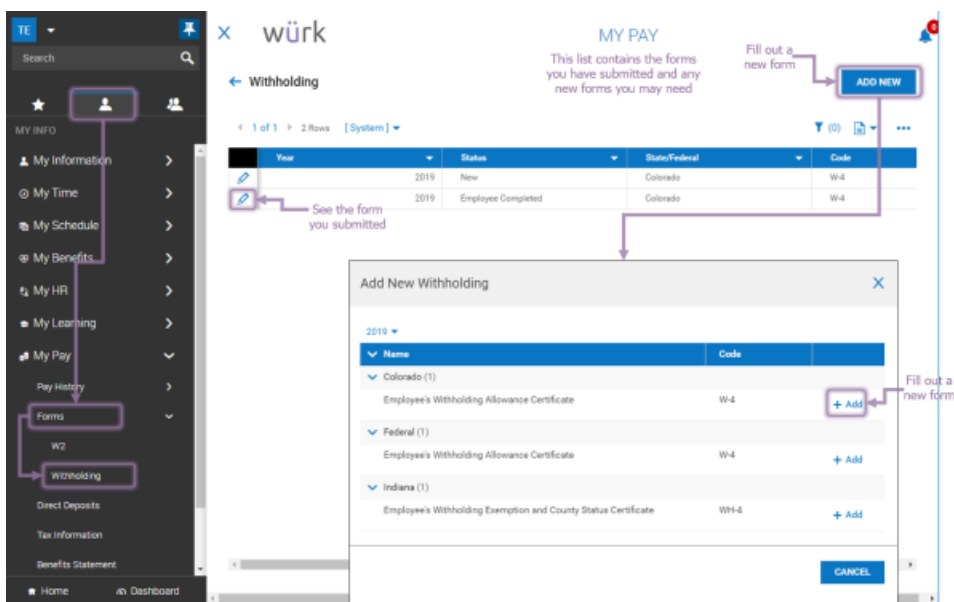 TE
Search
MY INFO
My Information
My Time
My Schedule
My Benefits
My HR
My Learning
My Pay
Pay History
Forms
W2
Withholding
Direct Deposits
Tax Information
Benefits Statement
Home Dashboard
würk
MY PAY
This list contains the forms
you have submitted and any
new forms you may need
Fill out a
new form
ADD NEW
Withholding
1 of 1 2 Rows [System]
(0)
Year Status State/Federal Code
2019 New Colorado W-4
2019 Employee Completed Colorado W-4
See the form
you submitted
Add New Withholding X
2019
Name Code
Colorado (1)
Employee's Withholding Allowance Certificate W-4 + Add
Federal (1)
Employee's Withholding Allowance Certificate W-4 + Add
Indiana (1)
Employee's Withholding Exemption and County Status Certificate WH-4 + Add
Fill out a
new form
CANCEL